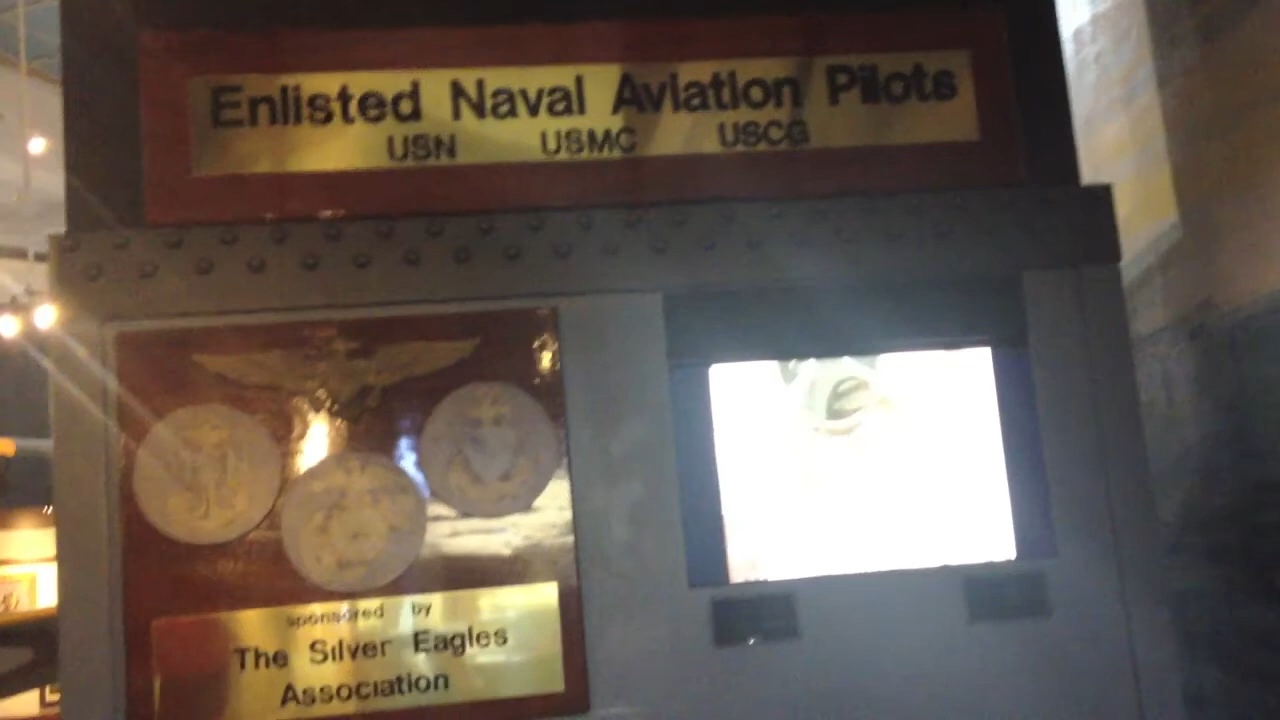 Enlisted Naval Aviation Pilots
USN USMC USCG
sponsored by
The Silver Eagles
Association
e